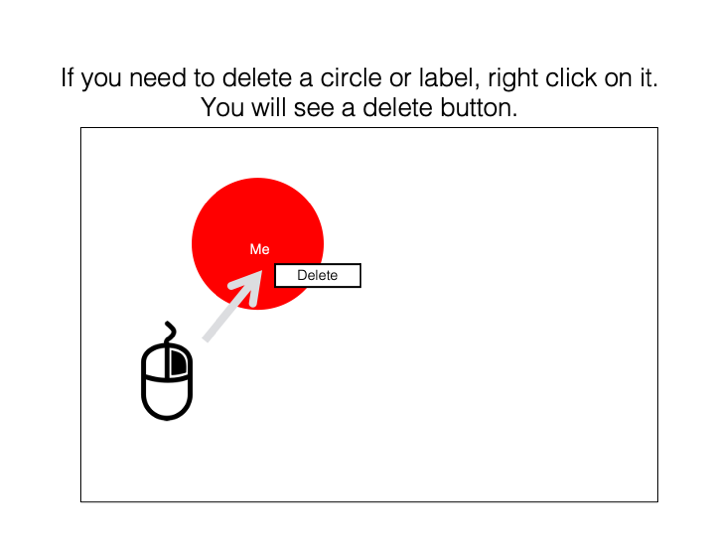 If you need to delete a circle or label, right click on it.
You will see a delete button.
Me
Delete